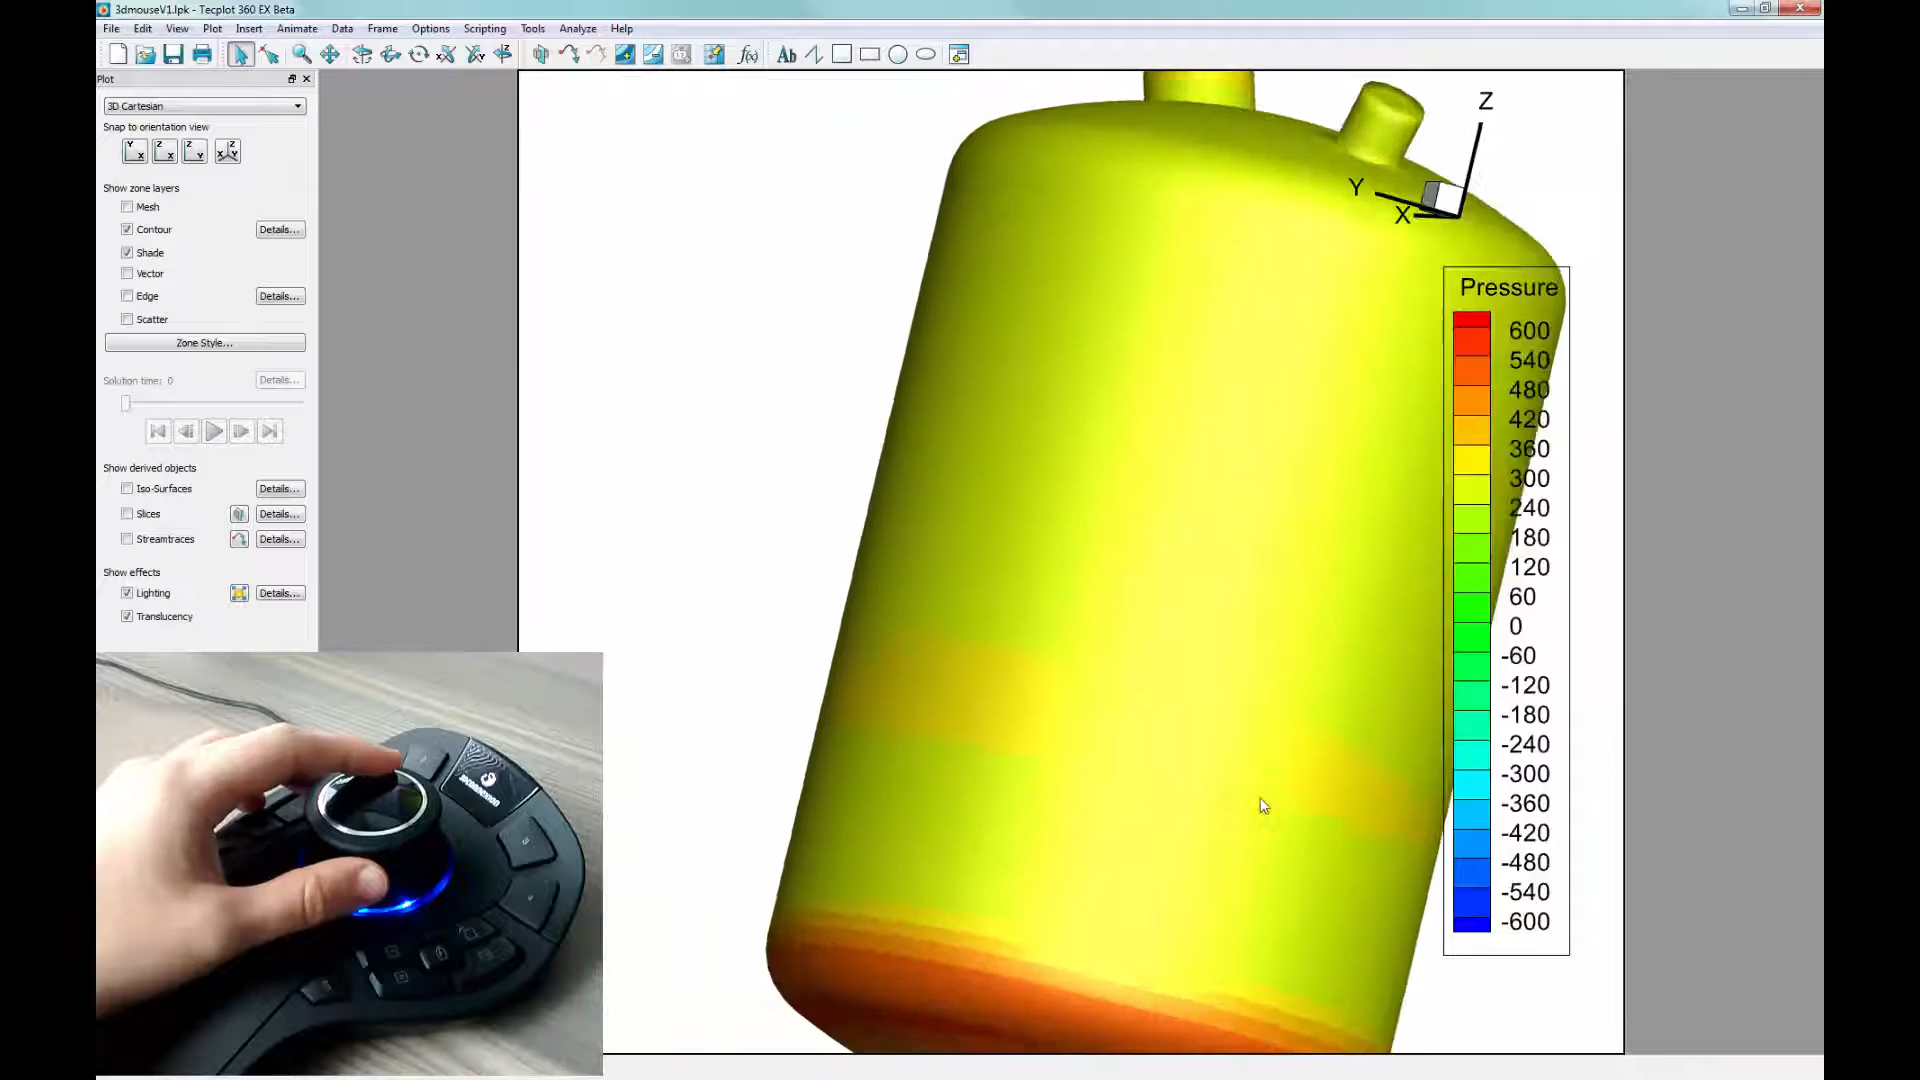 3dmouseV1.lpk - Tecplot 360 EX Beta
File Edit View Plot Insert Animate Data Frame Options Scripting Tools Analyze Help
Ab
f(x)
Plot
3D Cartesian
Snap to orientation view
Y X Z X Z Y X Z Y
Show zone layers
Mesh
Contour Details...
Shade
Vector
Edge Details...
Scatter
Zone Style...
Solution time: 0 Details...
Show derived objects
Iso-Surfaces Details...
Slices Details...
Streamtraces Details...
Show effects
Lighting Details...
Translucency
Z
Y
X
Pressure
600
540
480
420
360
300
240
180
120
60
0
-60
-120
-180
-240
-300
-360
-420
-480
-540
-600
3Dconnexion